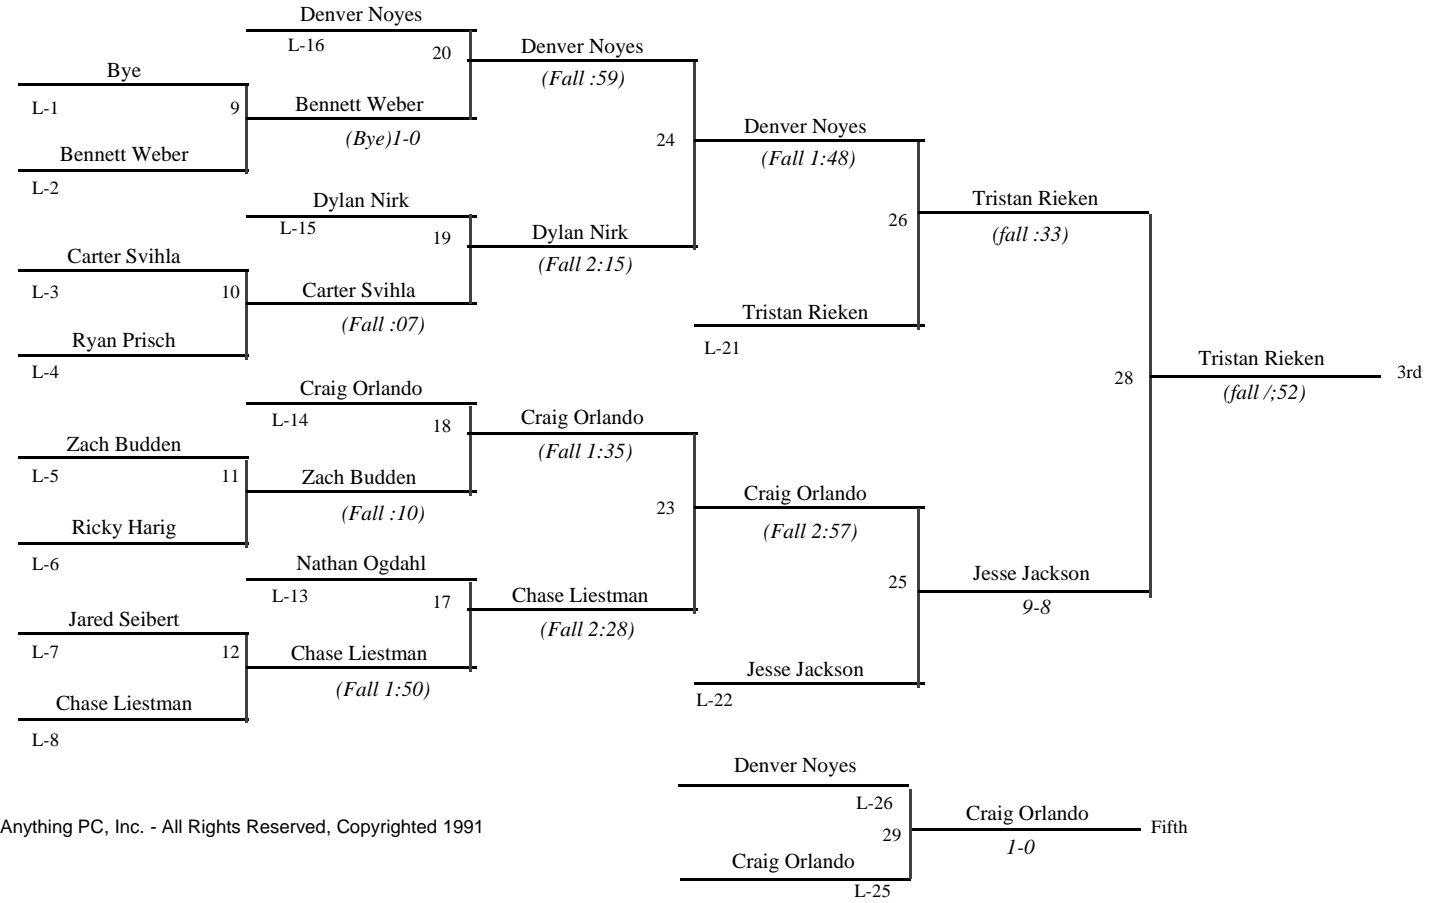 Denver Noyes
L-16
20
Denver Noyes
(Fall :59)
Bye
L-1
9
Bennett Weber
(Bye)1-0
Bennett Weber
L-2
24
Denver Noyes
(Fall 1:48)
Dylan Nirk
L-15
19
Dylan Nirk
(Fall 2:15)
26
Tristan Rieken
(fall :33)
Carter Svihla
L-3
10
Carter Svihla
(Fall :07)
Ryan Prisch
L-4
Tristan Rieken
L-21
28
Tristan Rieken
(fall /;52)
3rd
Craig Orlando
L-14
18
Craig Orlando
(Fall 1:35)
Zach Budden
L-5
11
Zach Budden
(Fall :10)
Ricky Harig
L-6
23
Craig Orlando
(Fall 2:57)
Nathan Ogdahl
L-13
17
Chase Liestman
(Fall 2:28)
25
Jesse Jackson
9-8
Jared Seibert
L-7
12
Chase Liestman
(Fall 1:50)
Chase Liestman
L-8
Jesse Jackson
L-22
Denver Noyes
L-26
29
Craig Orlando
1-0
Fifth
Craig Orlando
L-25
Anything PC, Inc. - All Rights Reserved, Copyrighted 1991